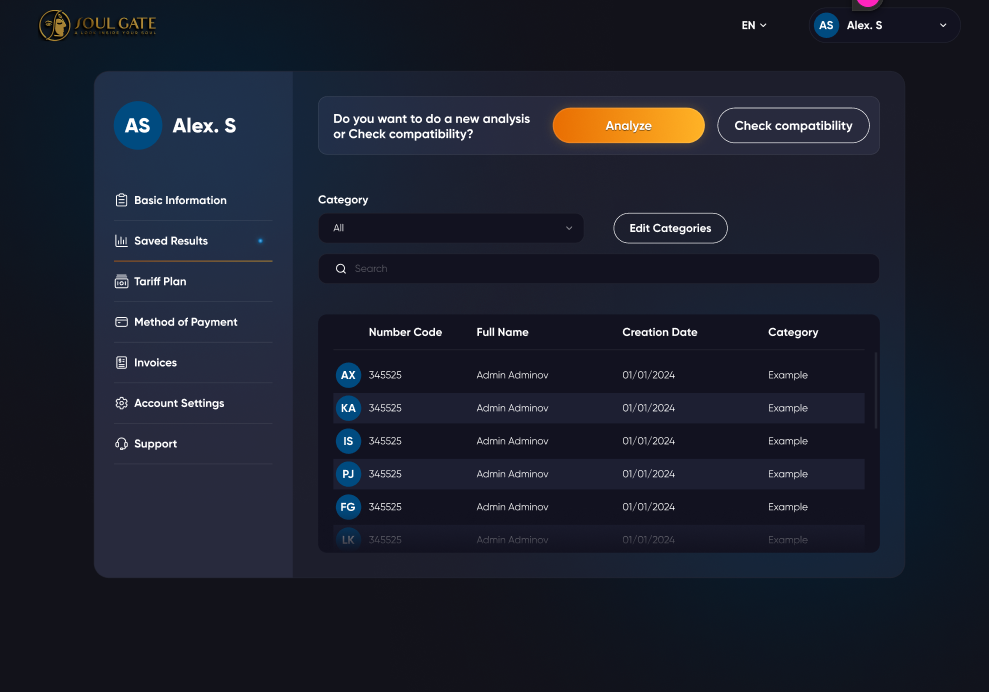 SOUL GATE
A LOOK INSIDE YOUR SOUL
EN
AS
Alex. S
AS
Alex. S
Basic Information
Saved Results
Tariff Plan
Method of Payment
Invoices
Account Settings
Support
Do you want to do a new analysis
or Check compatibility?
Analyze
Check compatibility
Category
All
Edit Categories
Search
Number Code Full Name Creation Date Category
AX 345525 Admin Adminov 01/01/2024 Example
KA 345525 Admin Adminov 01/01/2024 Example
IS 345525 Admin Adminov 01/01/2024 Example
PJ 345525 Admin Adminov 01/01/2024 Example
FG 345525 Admin Adminov 01/01/2024 Example
LK 345525 Admin Adminov 01/01/2024 Example